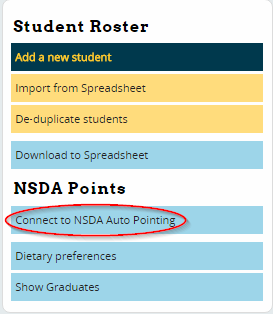 Student Roster
Add a new student
Import from Spreadsheet
De-duplicate students
Download to Spreadsheet
NSDA Points
Connect to NSDA Auto Pointing
Dietary preferences
Show Graduates